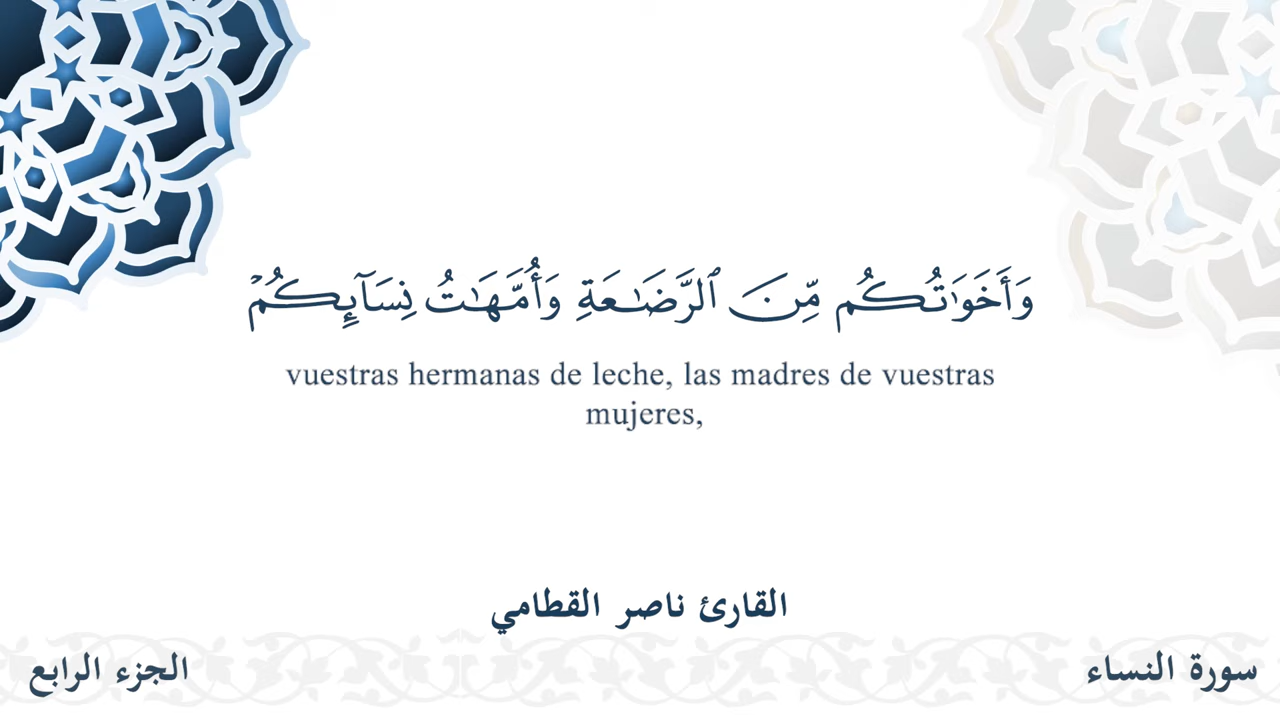 وَأَخَوَٰتُكُم مِّنَ ٱلرَّضَـٰعَةِ وَأُمَّهَـٰتُ نِسَآئِكُمۡ
vuestras hermanas de leche, las madres de vuestras
mujeres,
القارئ ناصر القطامي
سورة النساء
الجزء الرابع